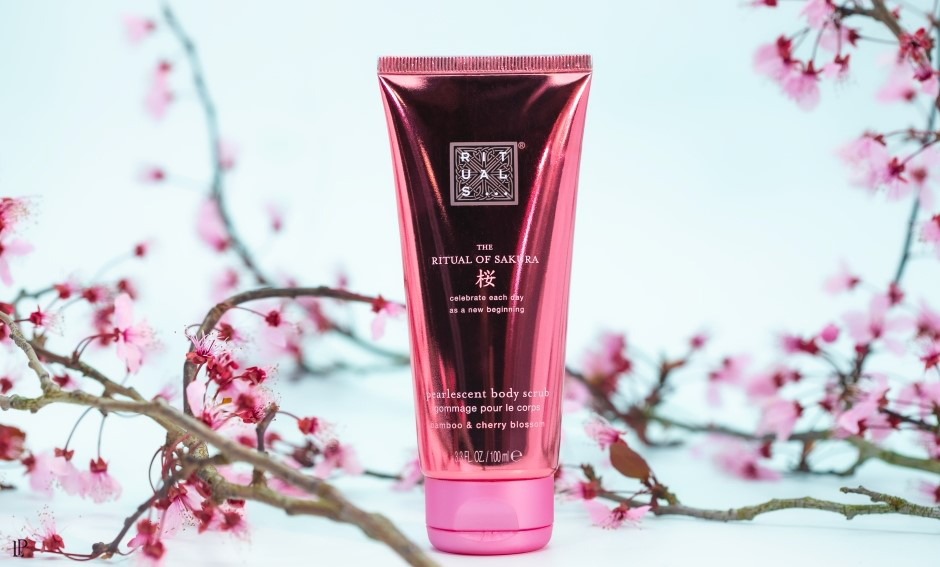 RIT
UAL
S...
®
THE
RITUAL OF SAKURA
桜
celebrate each day
as a new beginning
pearlescent body scrub
gommage pour le corps
bamboo & cherry blossom
3.3 FL. OZ / 100 ml ℮